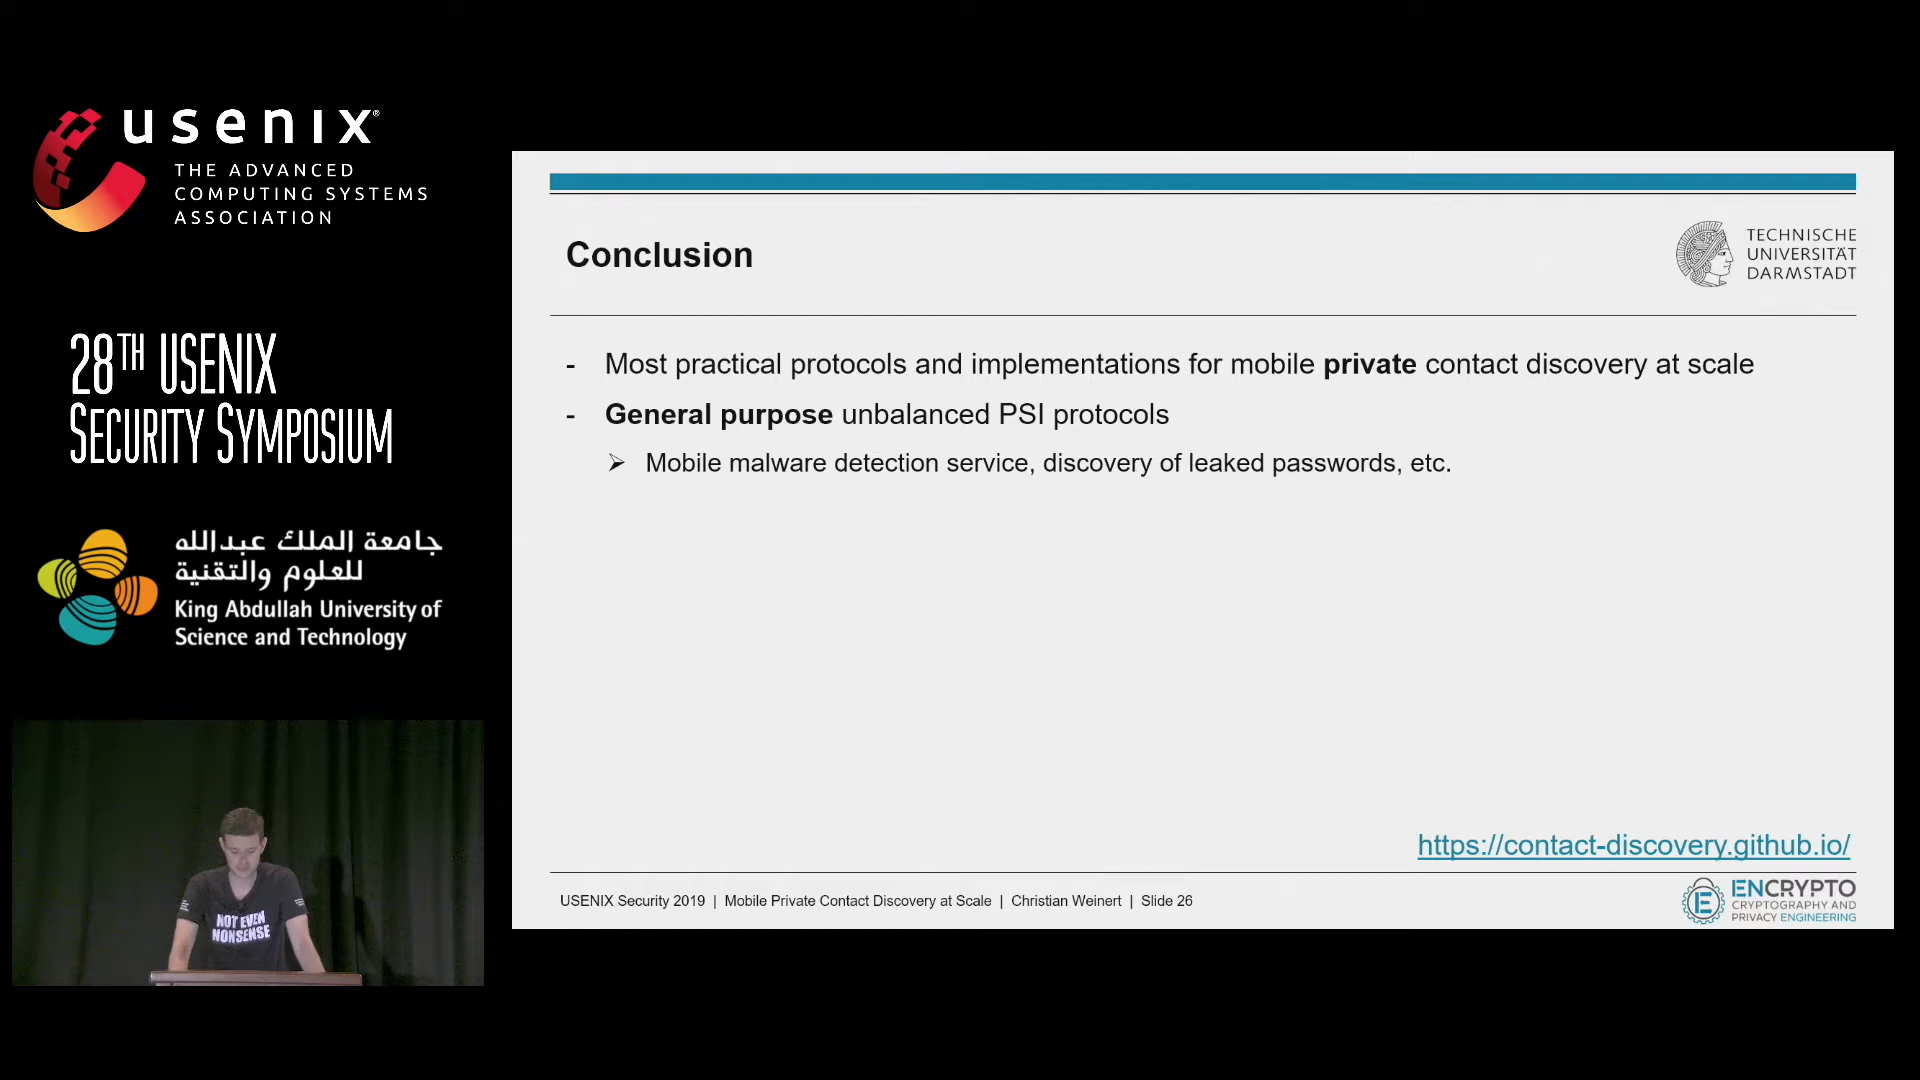 usenix®
THE ADVANCED
COMPUTING SYSTEMS
ASSOCIATION
28TH USENIX
SECURITY SYMPOSIUM
جامعة الملك عبدالله
للعلوم والتقنية
King Abdullah University of
Science and Technology
NOT EVEN
NONSENSE
Conclusion
TECHNISCHE
UNIVERSITÄT
DARMSTADT
- Most practical protocols and implementations for mobile private contact discovery at scale
- General purpose unbalanced PSI protocols
➢ Mobile malware detection service, discovery of leaked passwords, etc.
https://contact-discovery.github.io/
USENIX Security 2019 | Mobile Private Contact Discovery at Scale | Christian Weinert | Slide 26
ENCRYPTO
CRYPTOGRAPHY AND
PRIVACY ENGINEERING